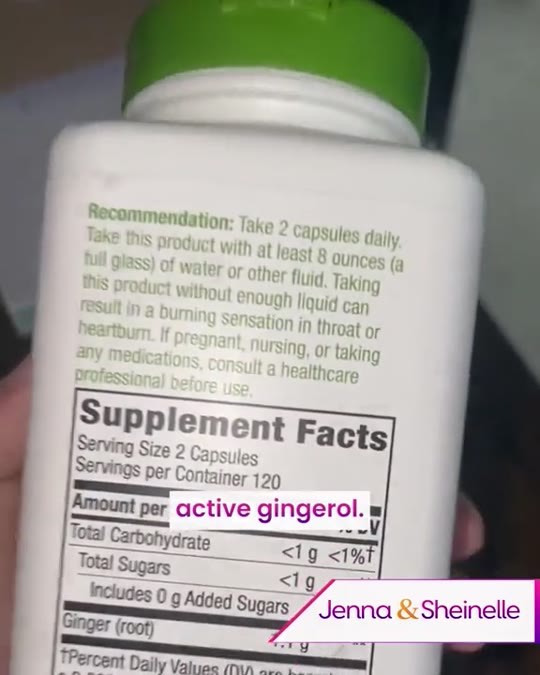 Recommendation: Take 2 capsules daily.
Take this product with at least 8 ounces (a
full glass) of water or other fluid. Taking
this product without enough liquid can
result in a burning sensation in throat or
heartburn. If pregnant, nursing, or taking
any medications, consult a healthcare
professional before use.
Supplement Facts
Serving Size 2 Capsules
Servings per Container 120
Amount per
active gingerol.
Total Carbohydrate <1 g <1%†
Total Sugars <1 g
Includes 0 g Added Sugars
Jenna & Sheinelle
Ginger (root)
†Percent Daily Values (DV) are